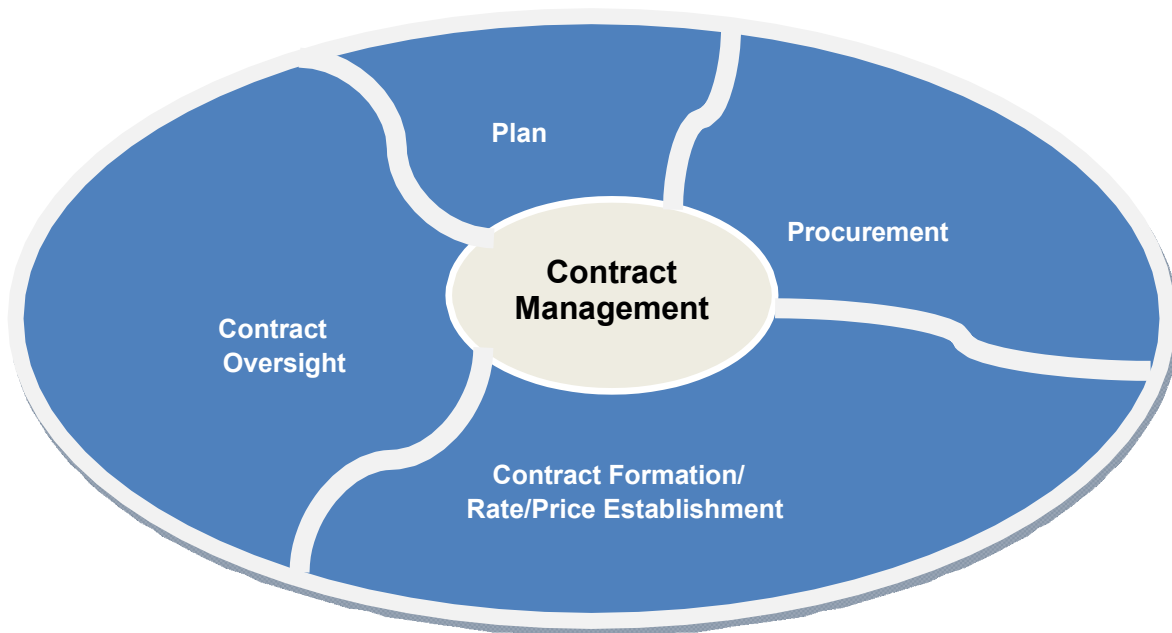 Plan
Procurement
Contract
Management
Contract
Oversight
Contract Formation/
Rate/Price Establishment